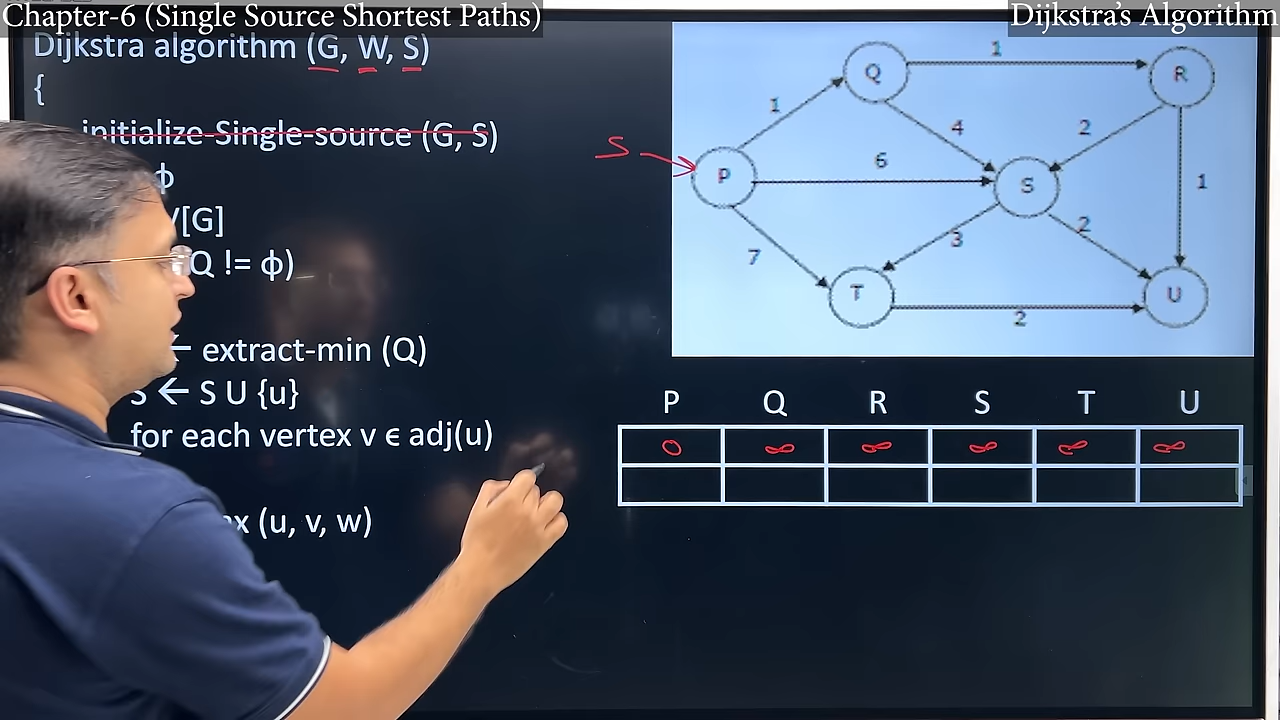 Chapter-6 (Single Source Shortest Paths)
Dijkstra's Algorithm
Dijkstra algorithm (G, W, S)
{
initialize-Single-source (G, S)
ϕ
V[G]
Q != ϕ)
← extract-min (Q)
S ← S U {u}
for each vertex v ϵ adj(u)
(u, v, w)
S
P
Q
R
S
T
U
1
1
4
2
6
1
7
3
2
2
P Q R S T U
0 ∞ ∞ ∞ ∞ ∞